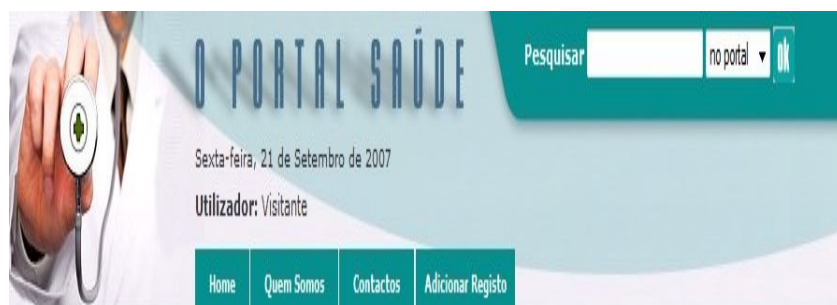 O PORTAL SAÚDE
Pesquisar no portal ok
Sexta-feira, 21 de Setembro de 2007
Utilizador: Visitante
Home Quem Somos Contactos Adicionar Registo